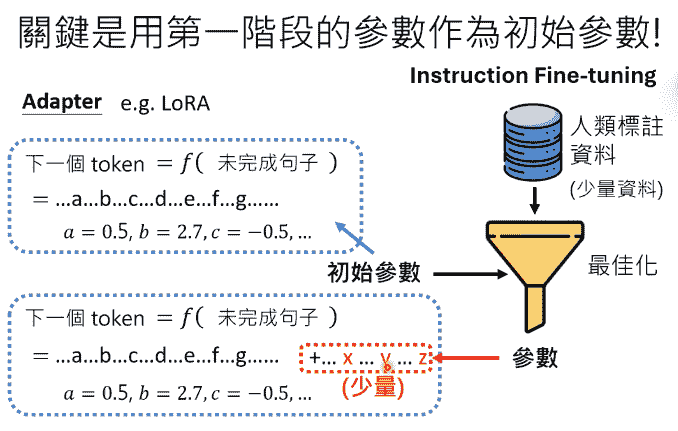 關鍵是用第一階段的參數作為初始參數!
Instruction Fine-tuning
Adapter e.g. LoRA
人類標註
資料
(少量資料)
下一個 token = f( 未完成句子 )
= …a…b…c…d…e…f…g……
a = 0.5, b = 2.7, c = −0.5, …
初始參數
最佳化
下一個 token = f( 未完成句子 )
= …a…b…c…d…e…f…g…… +… x … y … z
參數
(少量)
a = 0.5, b = 2.7, c = −0.5, …